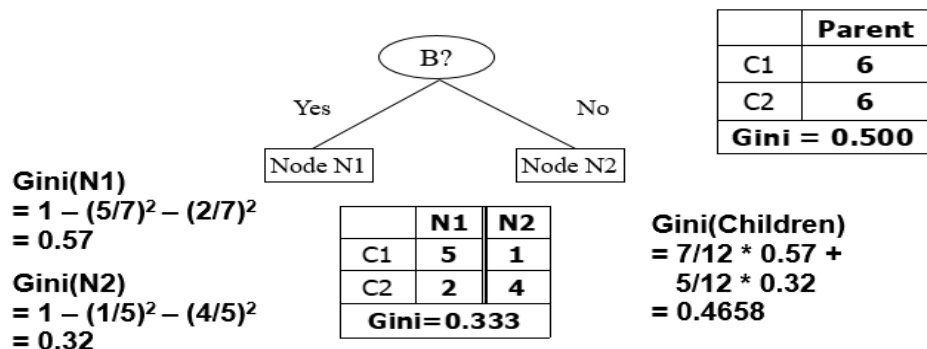 B?
Yes
No
Node N1
Node N2
Parent
C1 6
C2 6
Gini = 0.500
Gini(N1)
= 1 – (5/7)² – (2/7)²
= 0.57
Gini(N2)
= 1 – (1/5)² – (4/5)²
= 0.32
N1 N2
C1 5 1
C2 2 4
Gini=0.333
Gini(Children)
= 7/12 * 0.57 +
5/12 * 0.32
= 0.4658